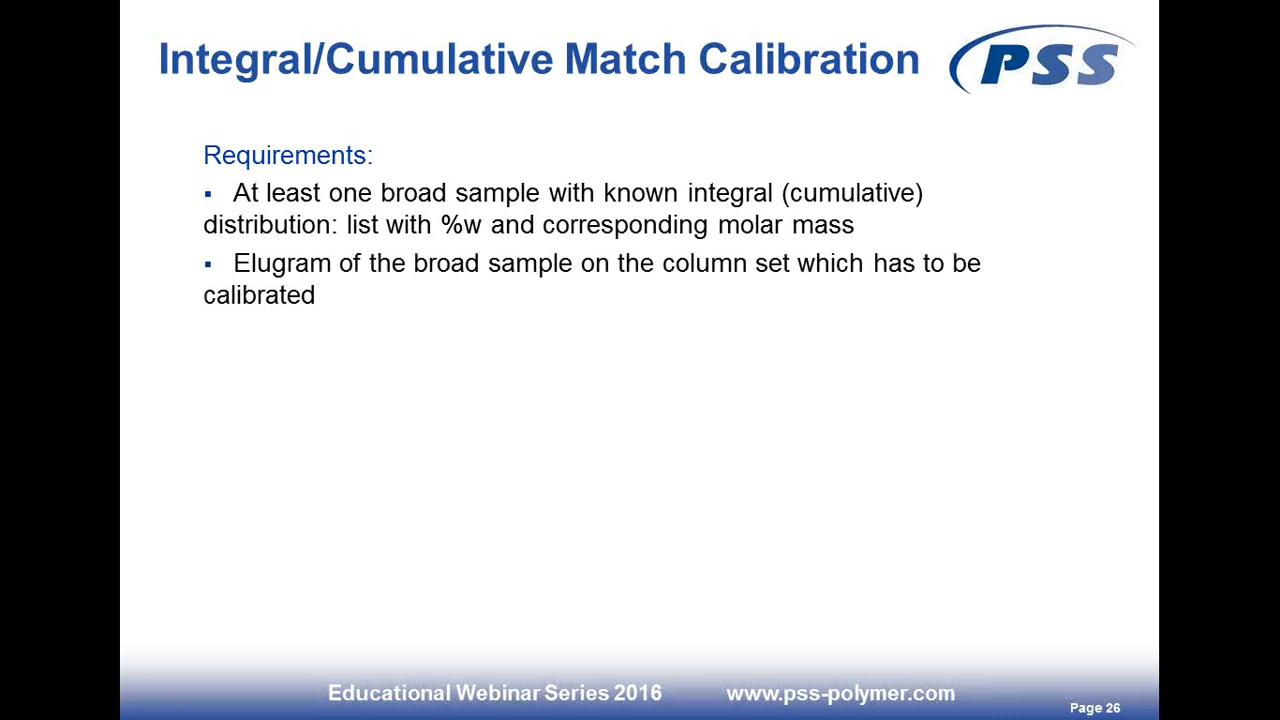 Integral/Cumulative Match Calibration
PSS
Requirements:
▪ At least one broad sample with known integral (cumulative)
distribution: list with %w and corresponding molar mass
▪ Elugram of the broad sample on the column set which has to be
calibrated
Educational Webinar Series 2016 www.pss-polymer.com
Page 26